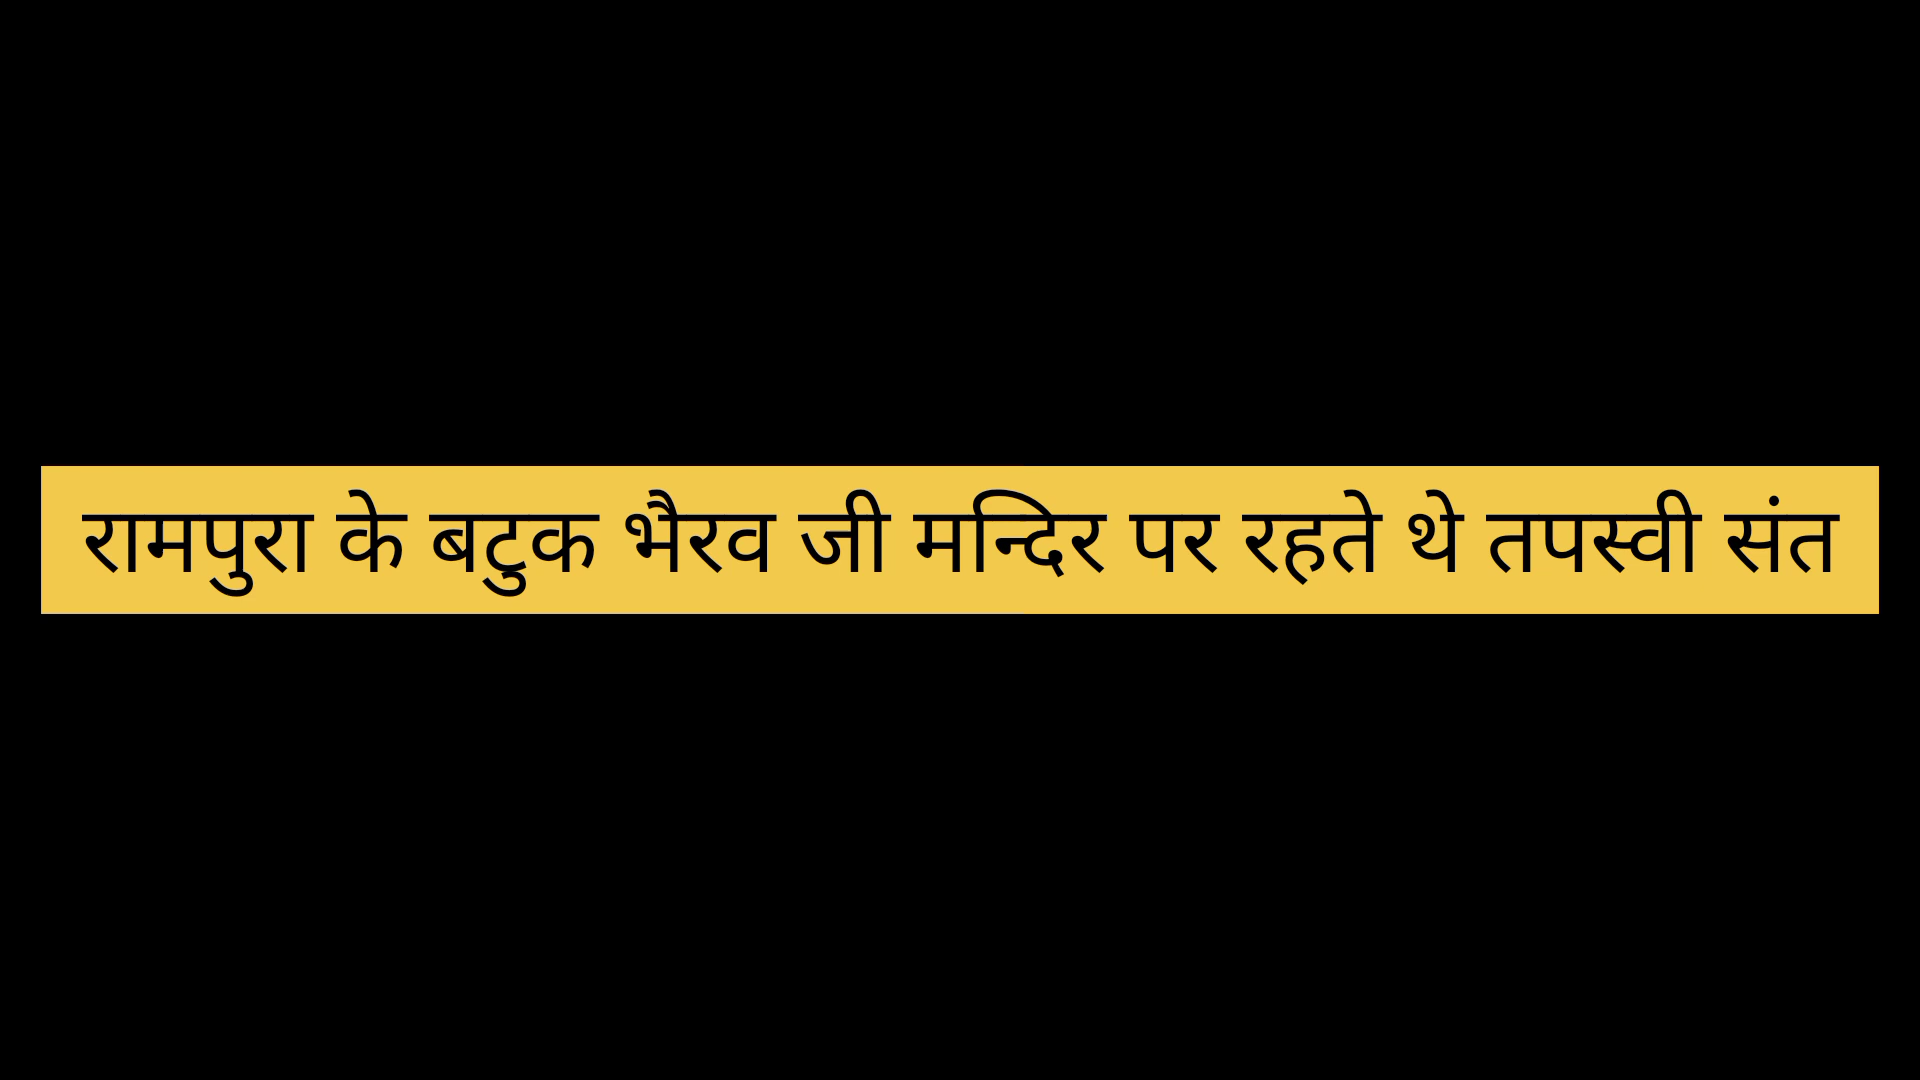 रामपुरा के बटुक भैरव जी मन्दिर पर रहते थे तपस्वी संत